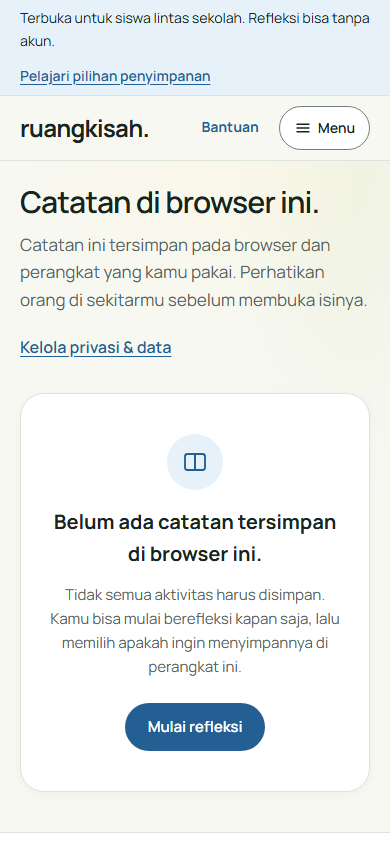 Terbuka untuk siswa lintas sekolah. Refleksi bisa tanpa
akun.
Pelajari pilihan penyimpanan
ruangkisah.
Bantuan
Menu
Catatan di browser ini.
Catatan ini tersimpan pada browser dan
perangkat yang kamu pakai. Perhatikan
orang di sekitarmu sebelum membuka isinya.
Kelola privasi & data
Belum ada catatan tersimpan
di browser ini.
Tidak semua aktivitas harus disimpan.
Kamu bisa mulai berefleksi kapan saja, lalu
memilih apakah ingin menyimpannya di
perangkat ini.
Mulai refleksi